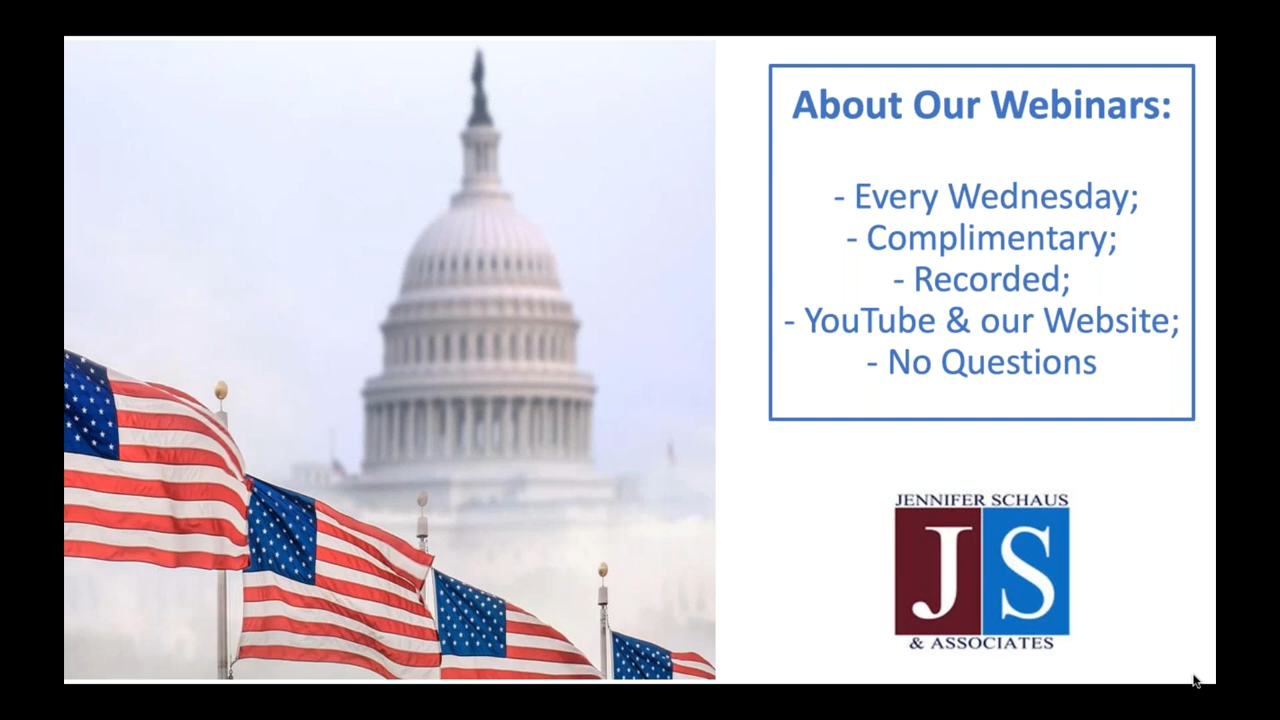 About Our Webinars:
- Every Wednesday;
- Complimentary;
- Recorded;
- YouTube & our Website;
- No Questions
JENNIFER SCHAUS
JS
& ASSOCIATES